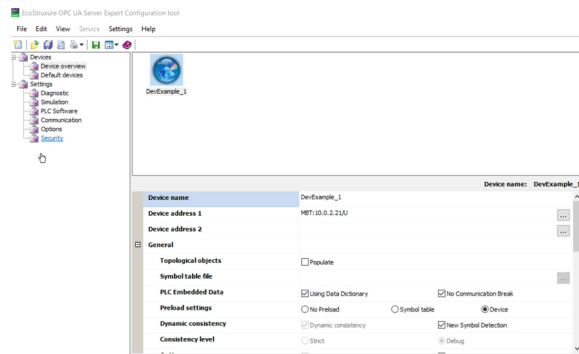 EcoStruxure OPC UA Server Expert Configuration tool
File Edit View Service Settings Help
Devices
Device overview
Default devices
Settings
Diagnostic
Simulation
PLC Software
Communication
Options
Security
DevExample_1
Device name: DevExample_1
Device name DevExample_1
Device address 1 MBT:10.0.2.21/U ...
Device address 2 ...
General
Topological objects Populate
Symbol table file ...
PLC Embedded Data Using Data Dictionary No Communication Break
Preload settings No Preload Symbol table Device
Dynamic consistency Dynamic consistency New Symbol Detection
Consistency level Strict Debug